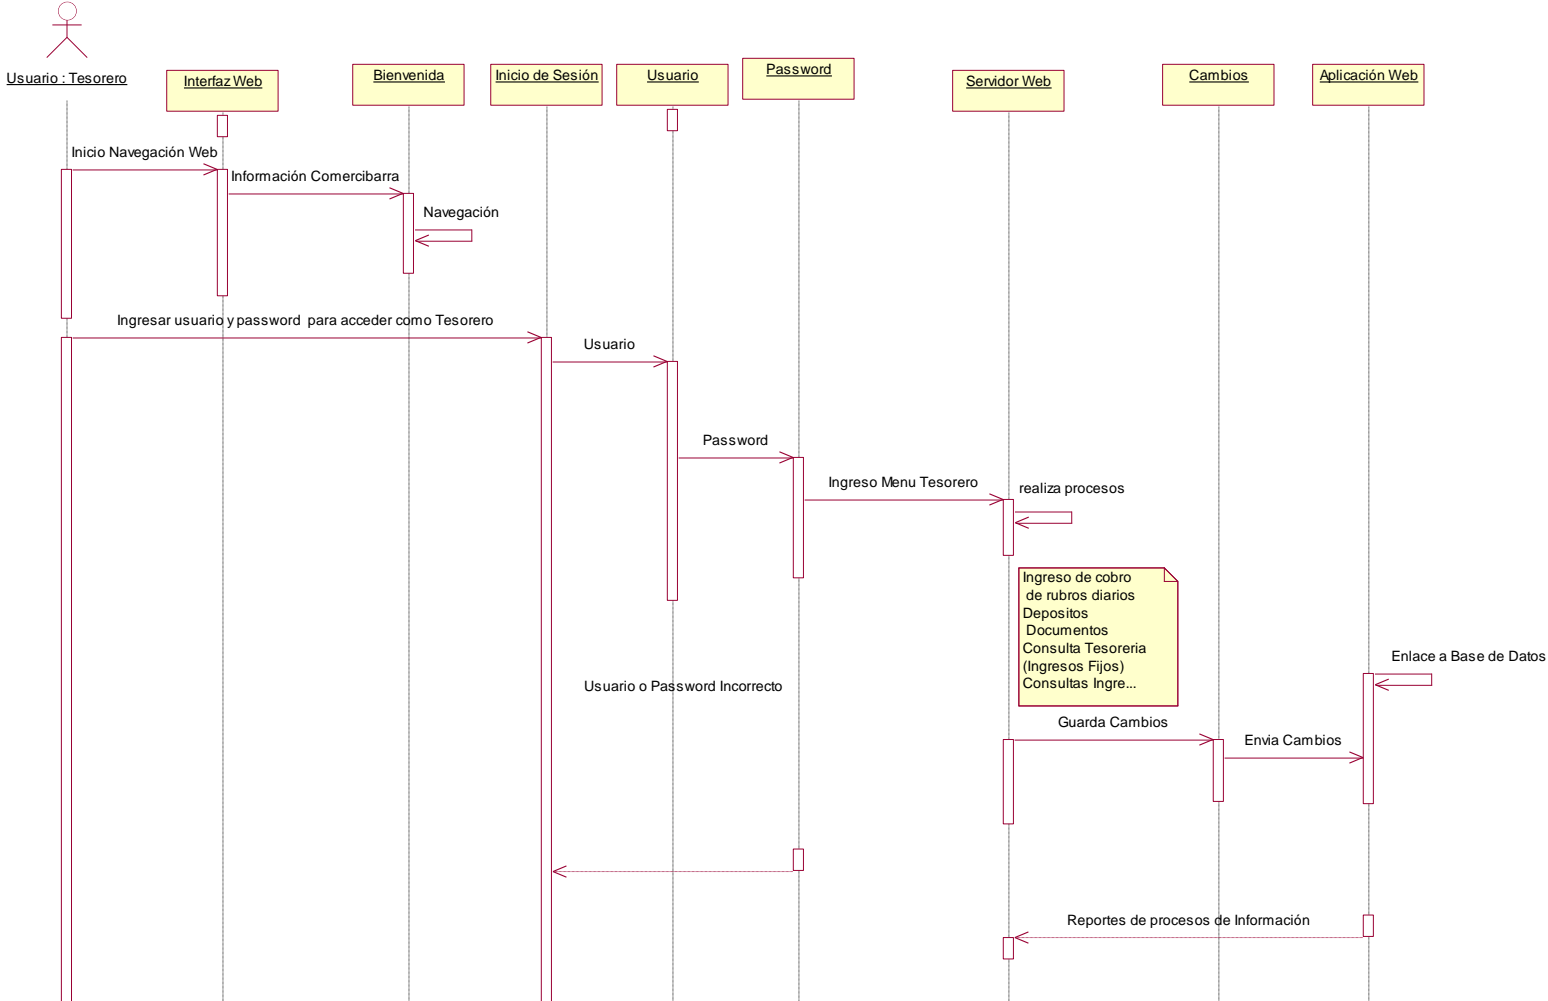 Usuario : Tesorero
Interfaz Web
Bienvenida
Inicio de Sesión
Usuario
Password
Servidor Web
Cambios
Aplicación Web
Inicio Navegación Web
Información Comercibarra
Navegación
Ingresar usuario y password para acceder como Tesorero
Usuario
Password
Ingreso Menu Tesorero
realiza procesos
Ingreso de cobro
de rubros diarios
Depositos
Documentos
Consulta Tesoreria
(Ingresos Fijos)
Consultas Ingre...
Enlace a Base de Datos
Usuario o Password Incorrecto
Guarda Cambios
Envia Cambios
Reportes de procesos de Información